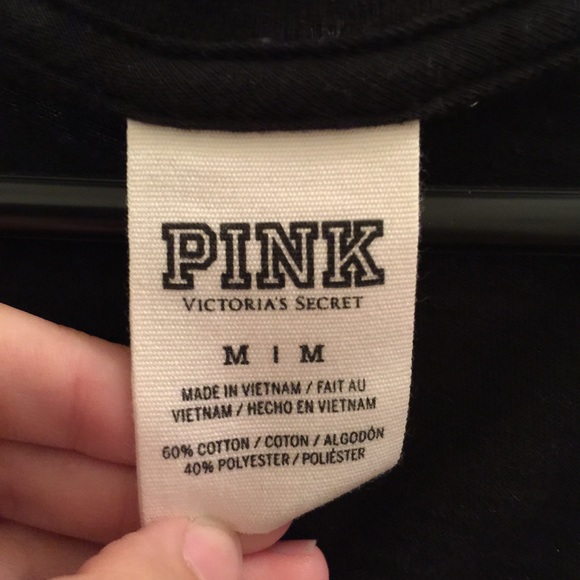 PINK
VICTORIA'S SECRET
M | M
MADE IN VIETNAM / FAIT AU
VIETNAM / HECHO EN VIETNAM
60% COTTON / COTON / ALGODÓN
40% POLYESTER / POLIÉSTER